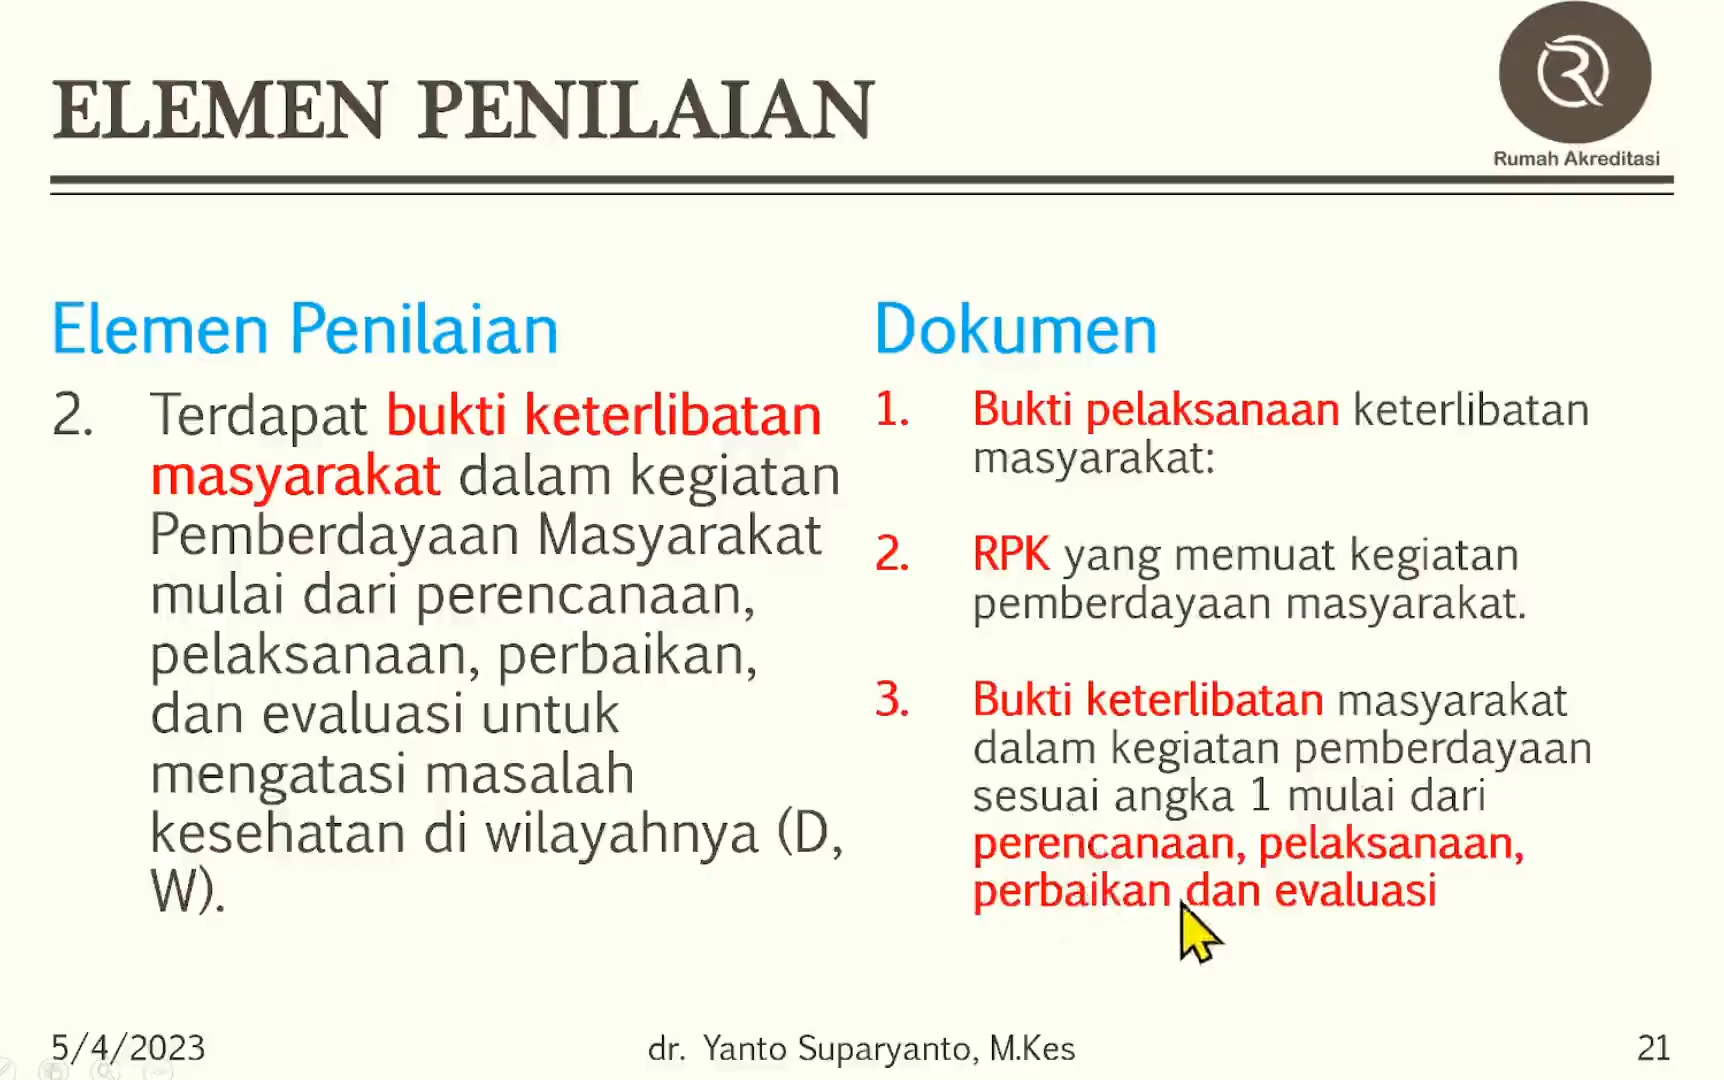 ELEMEN PENILAIAN
Rumah Akreditasi
Elemen Penilaian
2. Terdapat bukti keterlibatan
masyarakat dalam kegiatan
Pemberdayaan Masyarakat
mulai dari perencanaan,
pelaksanaan, perbaikan,
dan evaluasi untuk
mengatasi masalah
kesehatan di wilayahnya (D,
W).
Dokumen
1. Bukti pelaksanaan keterlibatan
masyarakat:
2. RPK yang memuat kegiatan
pemberdayaan masyarakat.
3. Bukti keterlibatan masyarakat
dalam kegiatan pemberdayaan
sesuai angka 1 mulai dari
perencanaan, pelaksanaan,
perbaikan dan evaluasi
5/4/2023
dr. Yanto Suparyanto, M.Kes
21